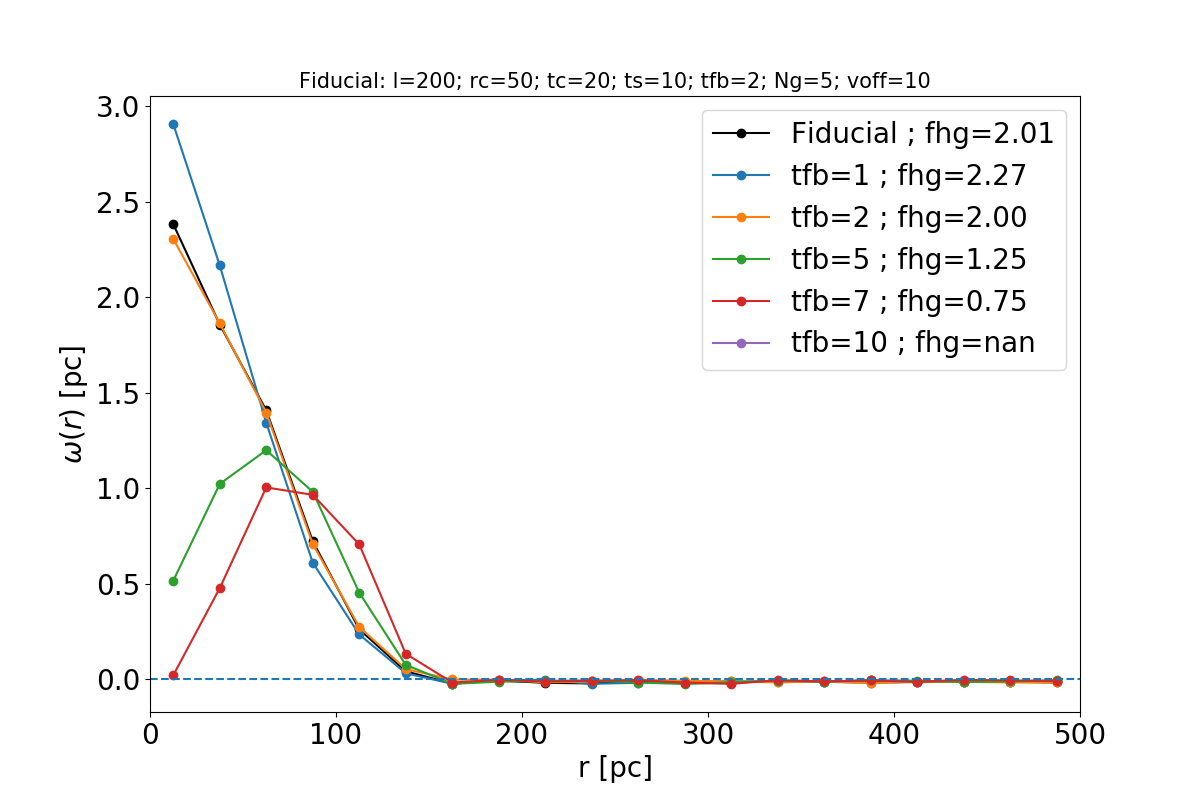 Fiducial: l=200; rc=50; tc=20; ts=10; tfb=2; Ng=5; voff=10
3.0
2.5
2.0
1.5
1.0
0.5
0.0
ω(r) [pc]
Fiducial ; fhg=2.01
tfb=1 ; fhg=2.27
tfb=2 ; fhg=2.00
tfb=5 ; fhg=1.25
tfb=7 ; fhg=0.75
tfb=10 ; fhg=nan
0 100 200 300 400 500
r [pc]